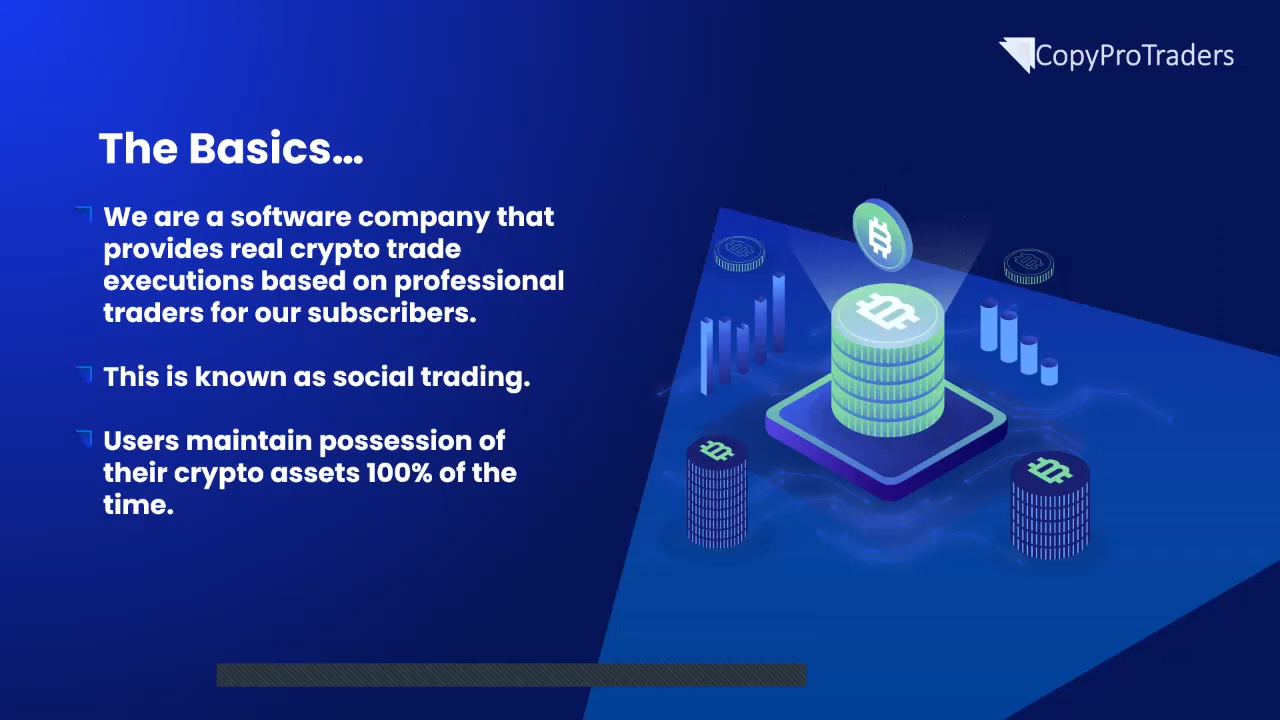 CopyProTraders
The Basics…
We are a software company that
provides real crypto trade
executions based on professional
traders for our subscribers.
This is known as social trading.
Users maintain possession of
their crypto assets 100% of the
time.